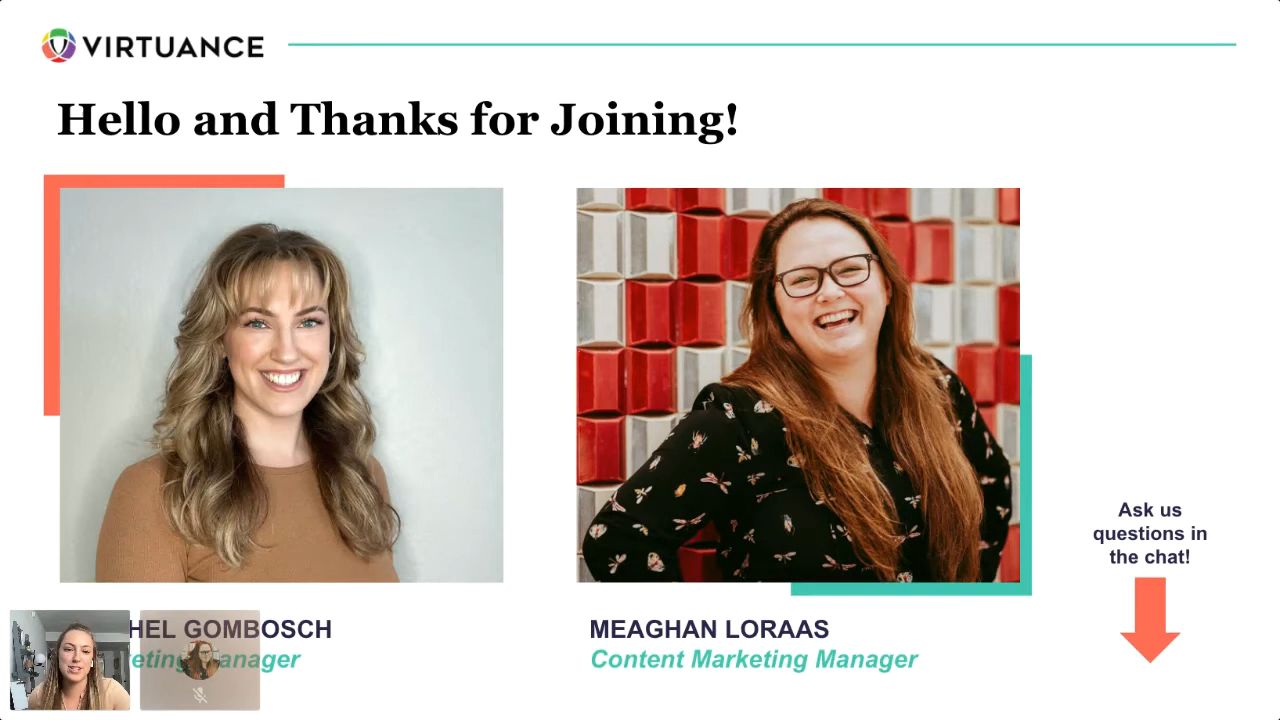 VIRTUANCE
Hello and Thanks for Joining!
Ask us
questions in
the chat!
HEL GOMBOSCH
MEAGHAN LORAAS
Content Marketing Manager